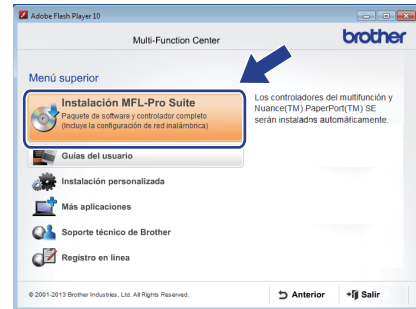 Adobe Flash Player 10
Multi-Function Center
brother
Menú superior
Instalación MFL-Pro Suite
Paquete de software y controlador completo
(Incluye la configuración de red inalámbrica)
Los controladores del multifunción y
Nuance(TM) PaperPort(TM) SE
serán instaladns automáticamente.
Guías del usuario
Instalación personalizada
Más aplicaciones
Soporte técnico de Brother
Registro en línea
© 2001-2013 Brother Industries, Ltd. All Rights Reserved.
Anterior
Salir